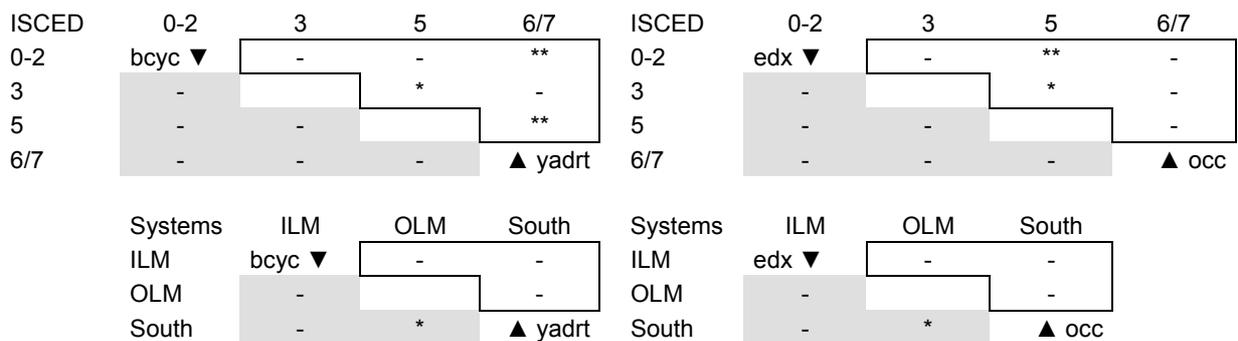 ISCED 0-2 3 5 6/7 ISCED 0-2 3 5 6/7
0-2 bcyc ▼ - - ** 0-2 edx ▼ - ** -
3 - * - 3 - * -
5 - - ** 5 - - -
6/7 - - - ▲ yadrt 6/7 - - - ▲ occ
Systems ILM OLM South Systems ILM OLM South
ILM bcyc ▼ - - ILM edx ▼ - -
OLM - - OLM - -
South - * ▲ yadrt South - * ▲ occ